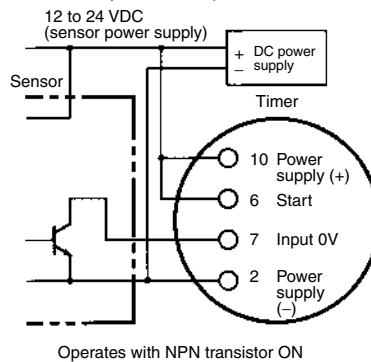 12 to 24 VDC
(sensor power supply)
+ DC power
− supply
Sensor
Timer
10 Power
supply (+)
6 Start
7 Input 0V
2 Power
supply
(−)
Operates with NPN transistor ON